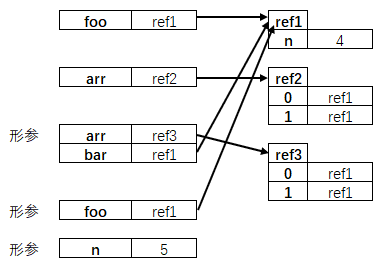 foo ref1
ref1
n 4
arr ref2
ref2
0 ref1
1 ref1
形参 arr ref3
bar ref1
ref3
0 ref1
1 ref1
形参 foo ref1
形参 n 5